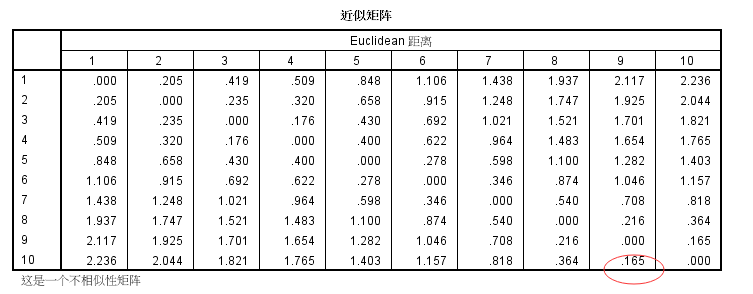 近似矩阵
Euclidean 距离
1 2 3 4 5 6 7 8 9 10
1 .000 .205 .419 .509 .848 1.106 1.438 1.937 2.117 2.236
2 .205 .000 .235 .320 .658 .915 1.248 1.747 1.925 2.044
3 .419 .235 .000 .176 .430 .692 1.021 1.521 1.701 1.821
4 .509 .320 .176 .000 .400 .622 .964 1.483 1.654 1.765
5 .848 .658 .430 .400 .000 .278 .598 1.100 1.282 1.403
6 1.106 .915 .692 .622 .278 .000 .346 .874 1.046 1.157
7 1.438 1.248 1.021 .964 .598 .346 .000 .540 .708 .818
8 1.937 1.747 1.521 1.483 1.100 .874 .540 .000 .216 .364
9 2.117 1.925 1.701 1.654 1.282 1.046 .708 .216 .000 .165
10 2.236 2.044 1.821 1.765 1.403 1.157 .818 .364 .165 .000
这是一个不相似性矩阵